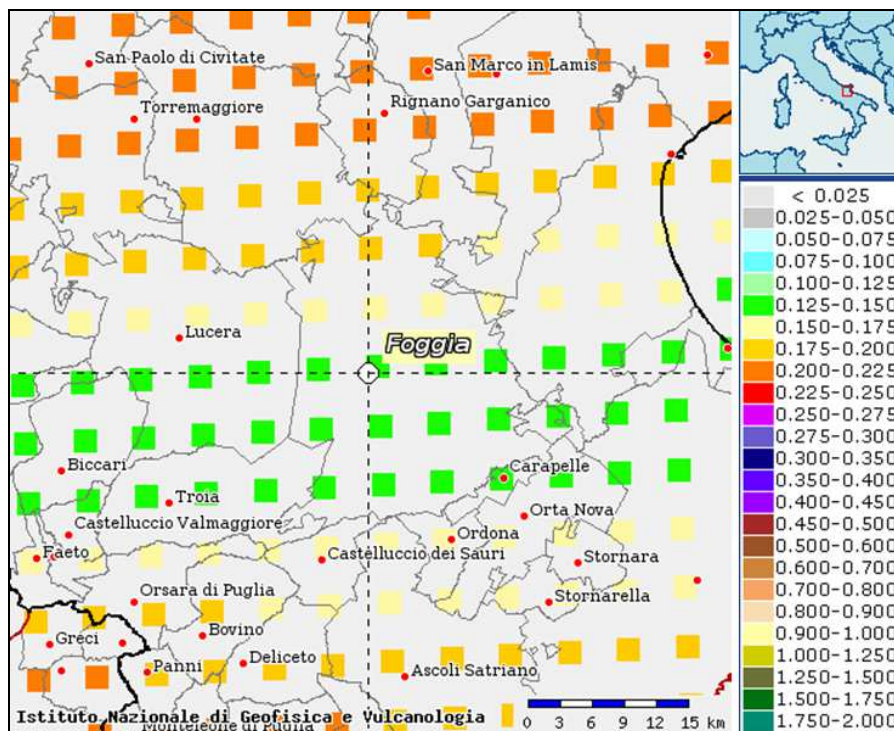 San Paolo di Civitate
San Marco in Lamis
Torremaggiore
Rignano Garganico
Lucera
Foggia
Biccari
Carapelle
Troia
Orta Nova
Castelluccio Valmaggiore
Ordona
Faeto
Castelluccio dei Sauri
Stornara
Orsara di Puglia
Stornarella
Greci
Bovino
Panni
Deliceto
Ascoli Satriano
Istituto Nazionale di Geofisica e Vulcanologia
Monteleone di Puglia
0 3 6 9 12 15 km
< 0.025
0.025-0.050
0.050-0.075
0.075-0.100
0.100-0.125
0.125-0.150
0.150-0.175
0.175-0.200
0.200-0.225
0.225-0.250
0.250-0.275
0.275-0.300
0.300-0.350
0.350-0.400
0.400-0.450
0.450-0.500
0.500-0.600
0.600-0.700
0.700-0.800
0.800-0.900
0.900-1.000
1.000-1.250
1.250-1.500
1.500-1.750
1.750-2.000